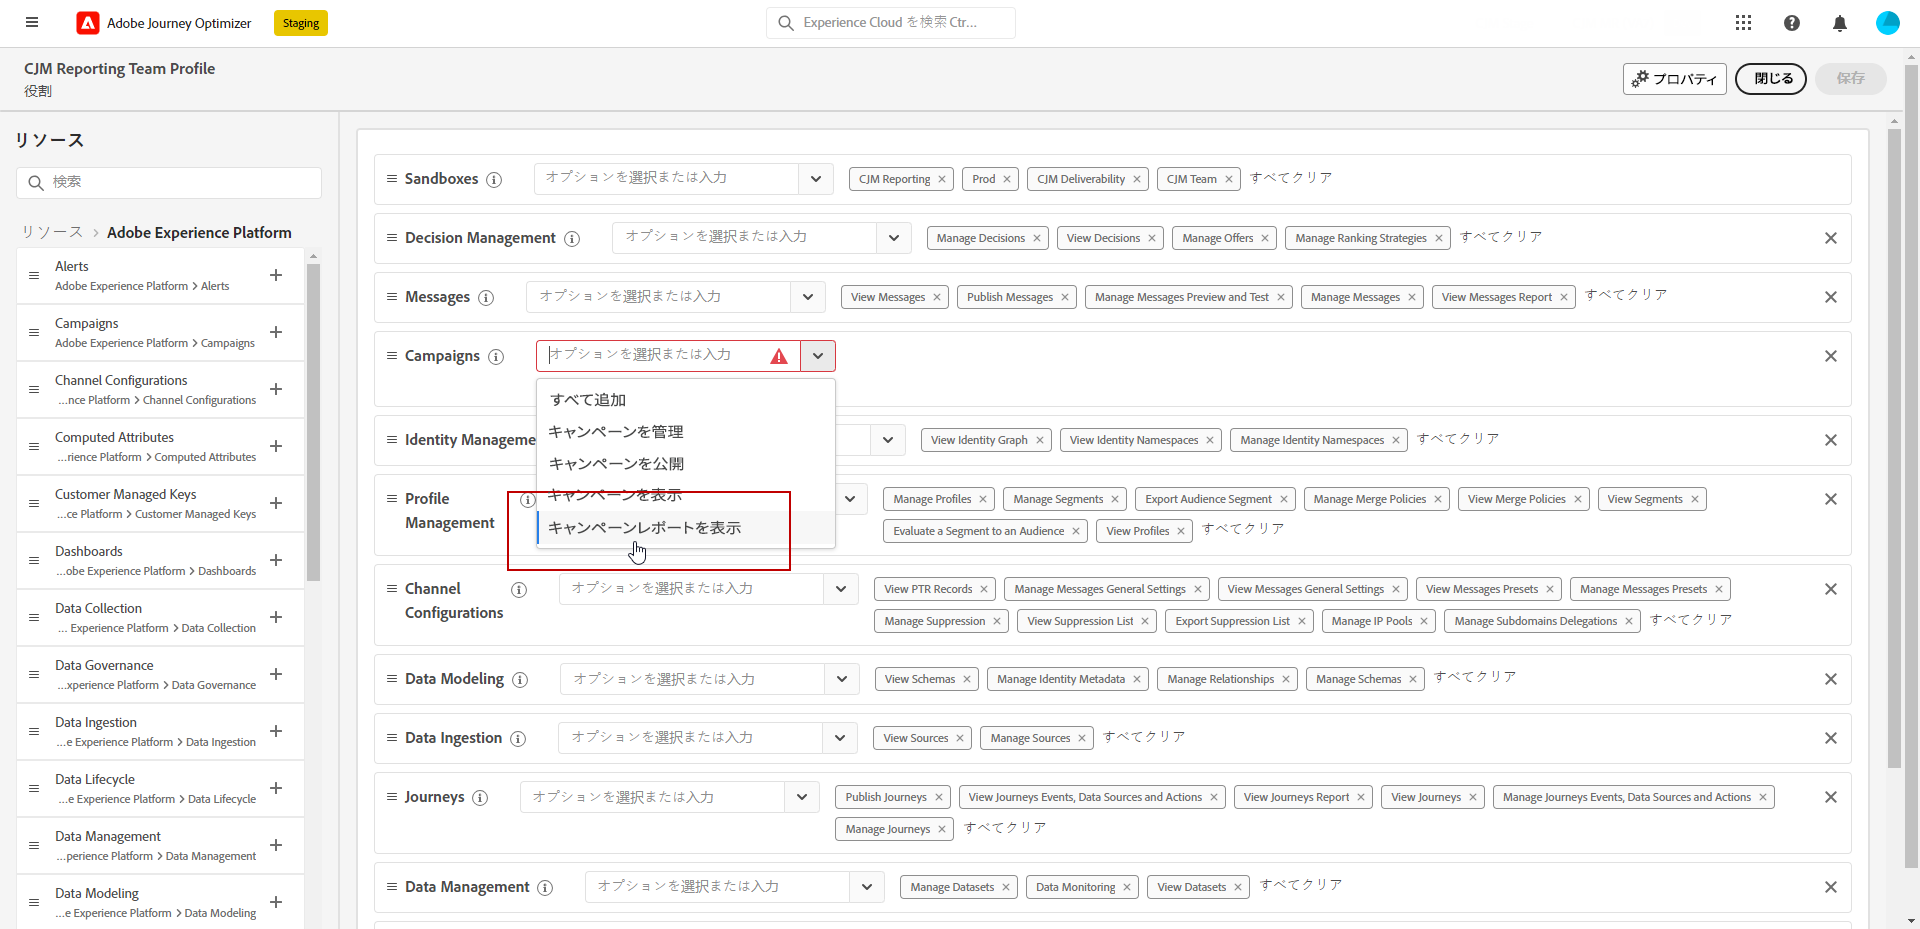 Adobe Journey Optimizer
Staging
Experience Cloud を検索 Ctr...
CJM Reporting Team Profile
役割
プロパティ
閉じる
保存
リソース
検索
リソース > Adobe Experience Platform
Alerts
Adobe Experience Platform > Alerts
Campaigns
Adobe Experience Platform > Campaigns
Channel Configurations
...nce Platform > Channel Configurations
Computed Attributes
...rience Platform > Computed Attributes
Customer Managed Keys
...ce Platform > Customer Managed Keys
Dashboards
...obe Experience Platform > Dashboards
Data Collection
... Experience Platform > Data Collection
Data Governance
...xperience Platform > Data Governance
Data Ingestion
...e Experience Platform > Data Ingestion
Data Lifecycle
...e Experience Platform > Data Lifecycle
Data Management
...perience Platform > Data Management
Data Modeling
...e Experience Platform > Data Modeling
Sandboxes オプションを選択または入力 CJM Reporting Prod CJM Deliverability CJM Team すべてクリア
Decision Management オプションを選択または入力 Manage Decisions View Decisions Manage Offers Manage Ranking Strategies すべてクリア
Messages オプションを選択または入力 View Messages Publish Messages Manage Messages Preview and Test Manage Messages View Messages Report すべてクリア
Campaigns オプションを選択または入力
すべて追加
キャンペーンを管理
キャンペーンを公開
キャンペーンを表示
キャンペーンレポートを表示
Identity Manageme View Identity Graph View Identity Namespaces Manage Identity Namespaces すべてクリア
Profile Management Manage Profiles Manage Segments Export Audience Segment Manage Merge Policies View Merge Policies View Segments
Evaluate a Segment to an Audience View Profiles すべてクリア
Channel Configurations オプションを選択または入力 View PTR Records Manage Messages General Settings View Messages General Settings View Messages Presets Manage Messages Presets
Manage Suppression View Suppression List Export Suppression List Manage IP Pools Manage Subdomains Delegations すべてクリア
Data Modeling オプションを選択または入力 View Schemas Manage Identity Metadata Manage Relationships Manage Schemas すべてクリア
Data Ingestion オプションを選択または入力 View Sources Manage Sources すべてクリア
Journeys オプションを選択または入力 Publish Journeys View Journeys Events, Data Sources and Actions View Journeys Report View Journeys Manage Journeys Events, Data Sources and Actions
Manage Journeys すべてクリア
Data Management オプションを選択または入力 Manage Datasets Data Monitoring View Datasets すべてクリア